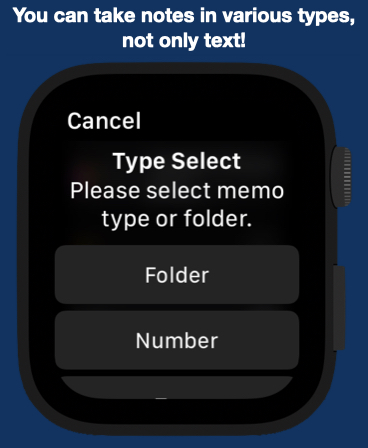 You can take notes in various types,
not only text!
Cancel
Type Select
Please select memo
type or folder.
Folder
Number